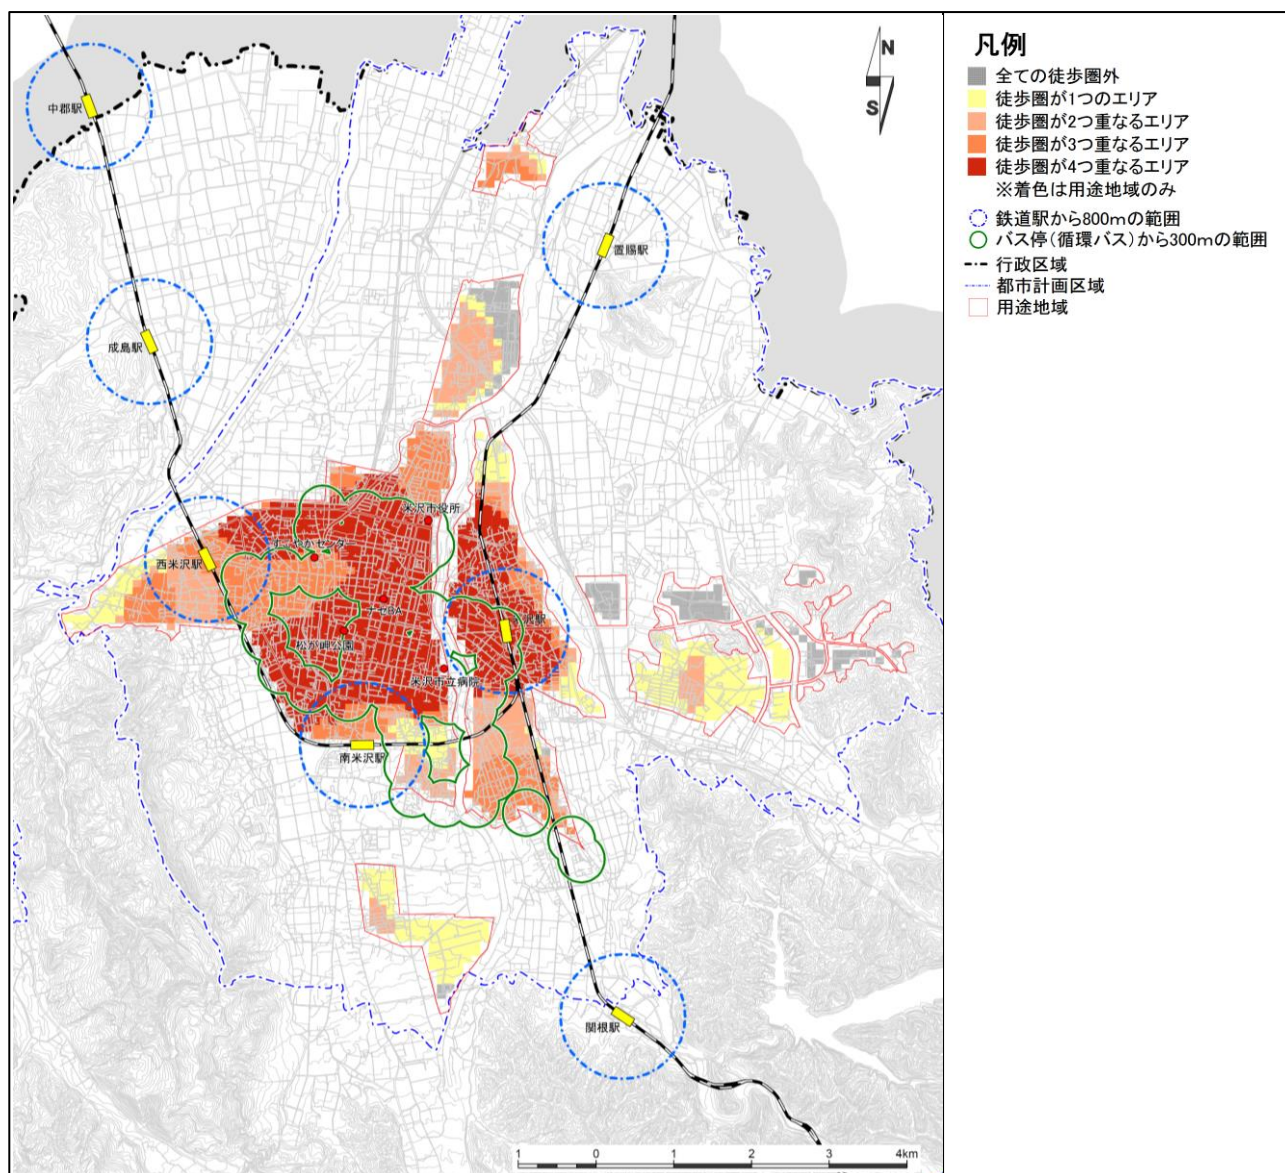 凡例
全ての徒歩圏外
徒歩圏が1つのエリア
徒歩圏が2つ重なるエリア
徒歩圏が3つ重なるエリア
徒歩圏が4つ重なるエリア
※着色は用途地域のみ
鉄道駅から800mの範囲
バス停(循環バス)から300mの範囲
行政区域
都市計画区域
用途地域
N
S
中郡駅
置賜駅
成島駅
米沢市役所
西米沢駅
ナセBA
松が岬公園
米沢市立病院
南米沢駅
関根駅
1 0 1 2 3 4km